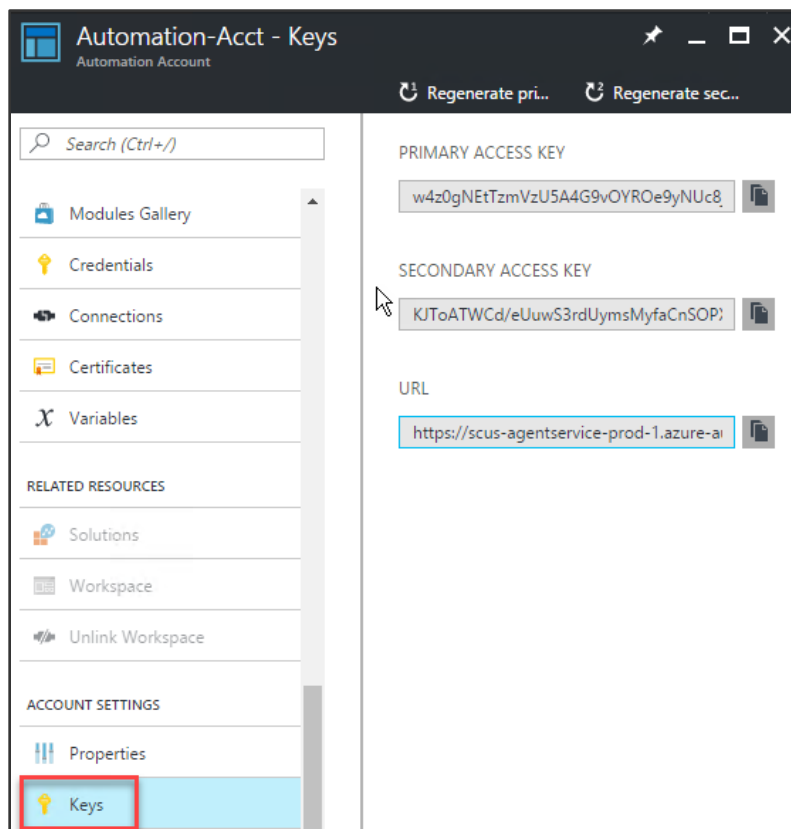 Automation-Acct - Keys
Automation Account
Regenerate pri...
Regenerate sec...
Search (Ctrl+/)
Modules Gallery
Credentials
Connections
Certificates
Variables
RELATED RESOURCES
Solutions
Workspace
Unlink Workspace
ACCOUNT SETTINGS
Properties
Keys
PRIMARY ACCESS KEY
w4z0gNEtTzmVzU5A4G9vOYROe9yNUc8
SECONDARY ACCESS KEY
KJToATWCd/eUuwS3rdUymsMyfaCnSOP
URL
https://scus-agentservice-prod-1.azure-a